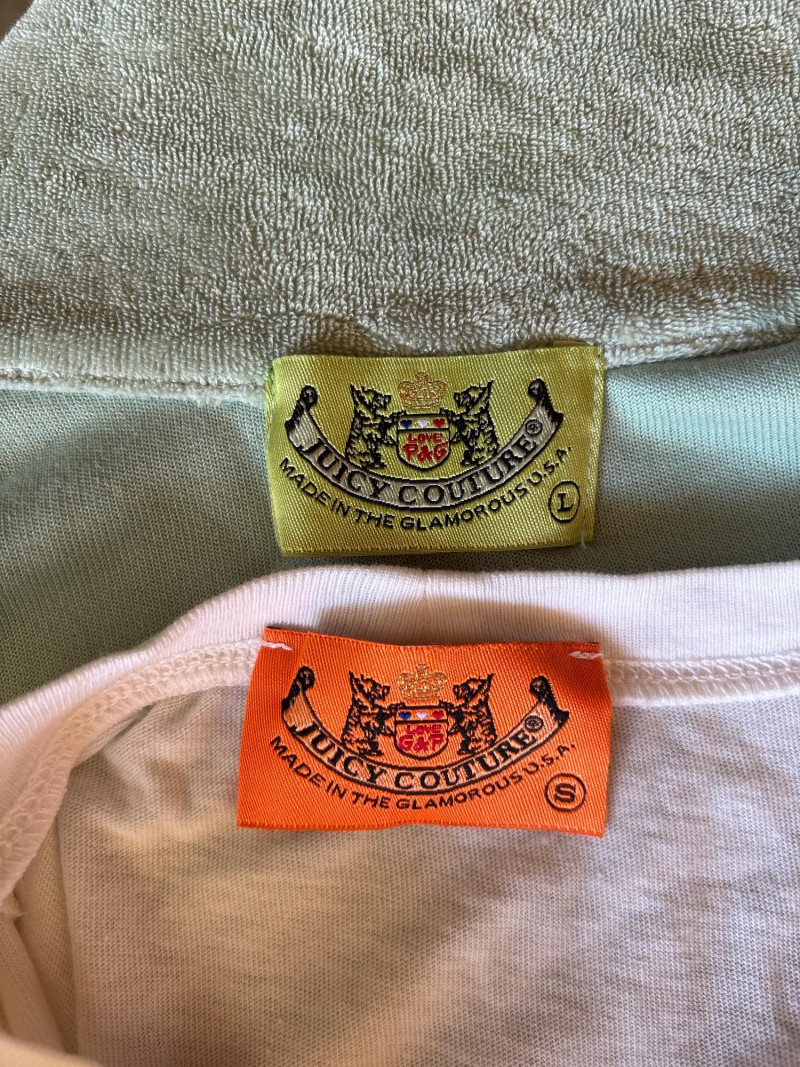 LOVE
P&G
JUICY COUTURE®
MADE IN THE GLAMOROUS U.S.A.
L
LOVE
G&P
JUICY COUTURE®
MADE IN THE GLAMOROUS U.S.A.
S